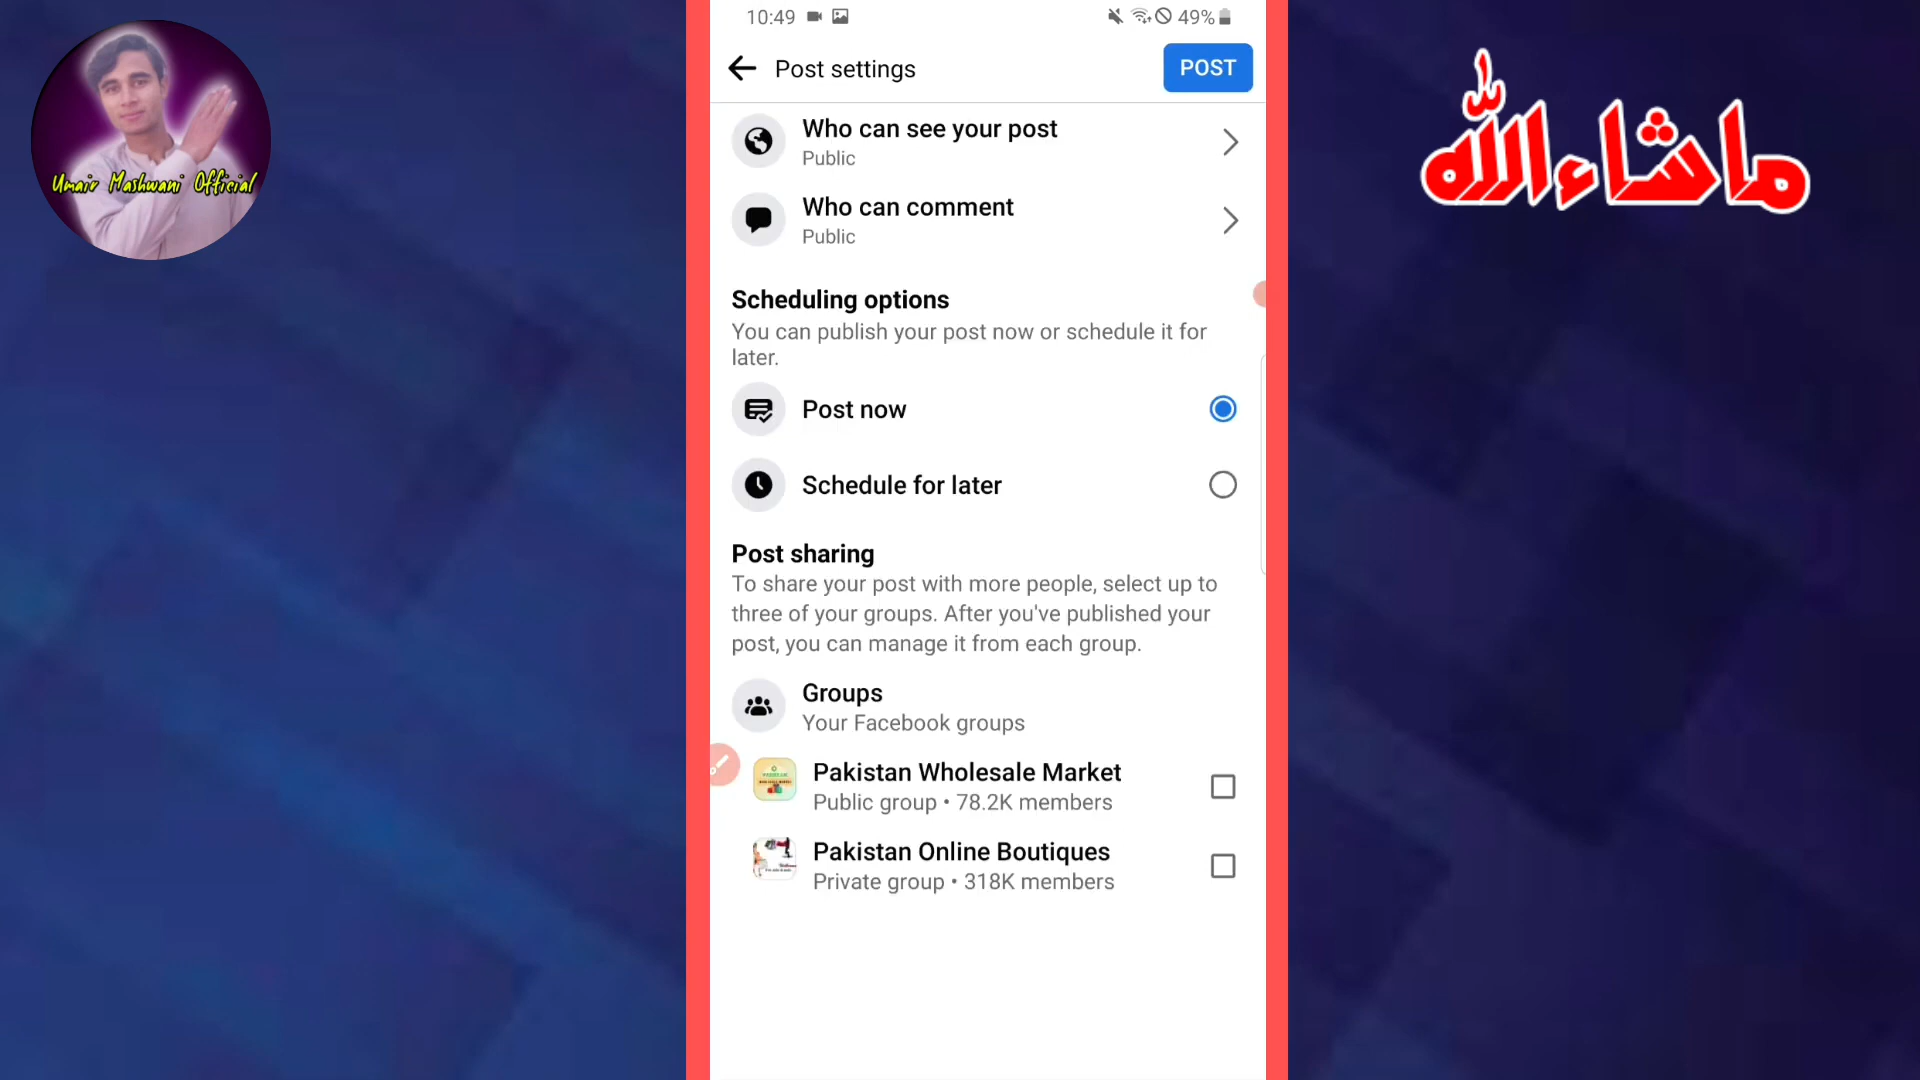 10:49
49%
Post settings
POST
Who can see your post
Public
Who can comment
Public
Scheduling options
You can publish your post now or schedule it for
later.
Post now
Schedule for later
Post sharing
To share your post with more people, select up to
three of your groups. After you've published your
post, you can manage it from each group.
Groups
Your Facebook groups
Pakistan Wholesale Market
Public group • 78.2K members
Pakistan Online Boutiques
Private group • 318K members
Umair Mashwani Official
ماشاءالله